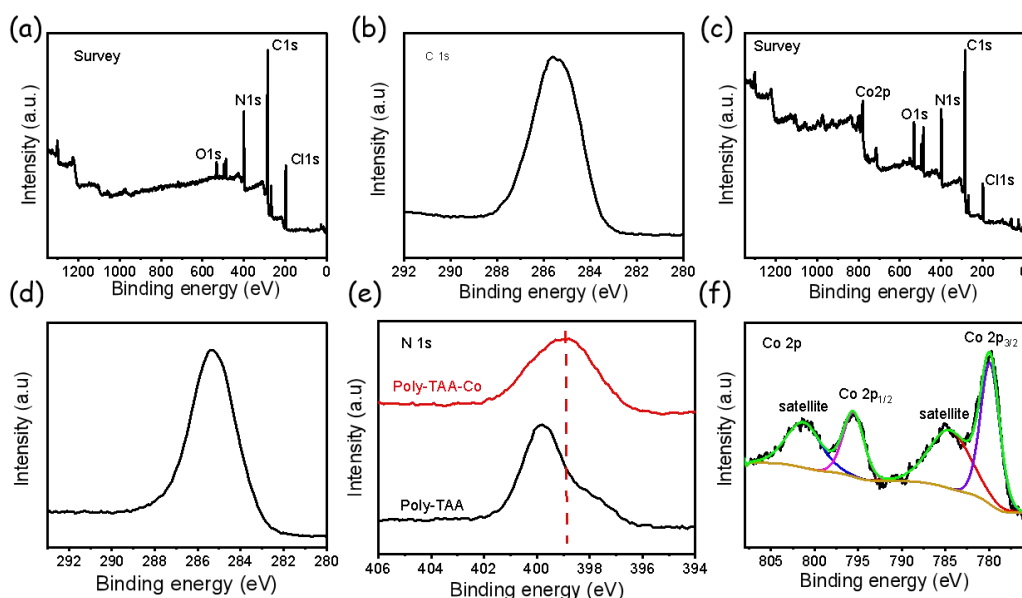 (a)
Survey
C1s
N1s
O1s
Cl1s
Intensity (a.u.)
1200 1000 800 600 400 200 0
Binding energy (eV)
(b)
C 1s
Intensity (a.u.)
292 290 288 286 284 282 280
Binding energy (eV)
(c)
Survey
C1s
Co2p
O1s
N1s
Cl1s
Intensity (a.u.)
1200 1000 800 600 400 200 0
Binding energy (eV)
(d)
Intensity (a.u)
292 290 288 286 284 282 280
Binding energy (eV)
(e)
N 1s
Poly-TAA-Co
Poly-TAA
Intensity (a.u)
406 404 402 400 398 396 394
Binding energy (eV)
(f)
Co 2p
Co 2p3/2
Co 2p1/2
satellite
satellite
Intensity (a.u)
805 800 795 790 785 780
Binding energy (eV)